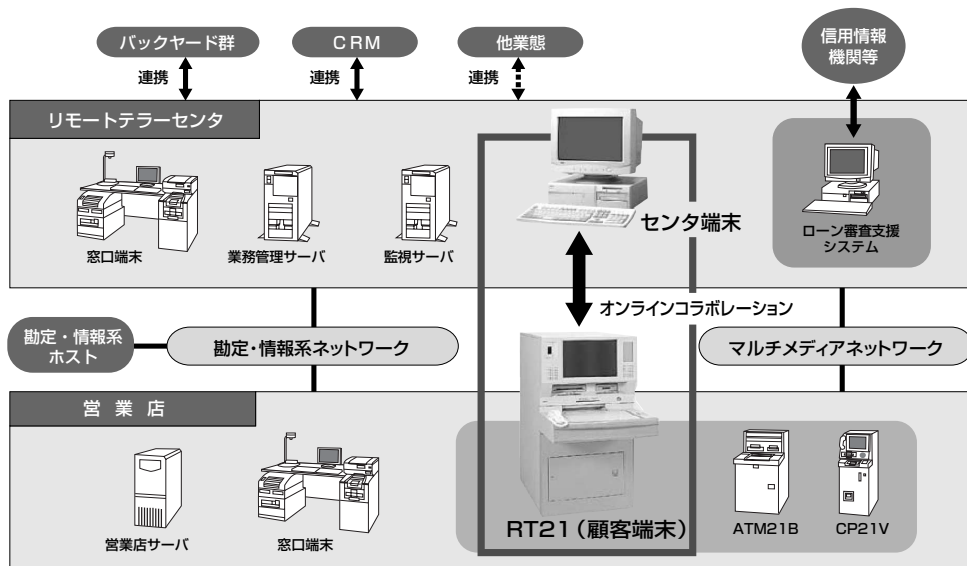 バックヤード群
CRM
他業態
信用情報
機関等
連携
連携
連携
リモートテラーセンタ
窓口端末
業務管理サーバ
監視サーバ
センタ端末
ローン審査支援
システム
オンラインコラボレーション
勘定・情報系
ホスト
勘定・情報系ネットワーク
マルチメディアネットワーク
営業店
営業店サーバ
窓口端末
RT21（顧客端末）
ATM21B
CP21V